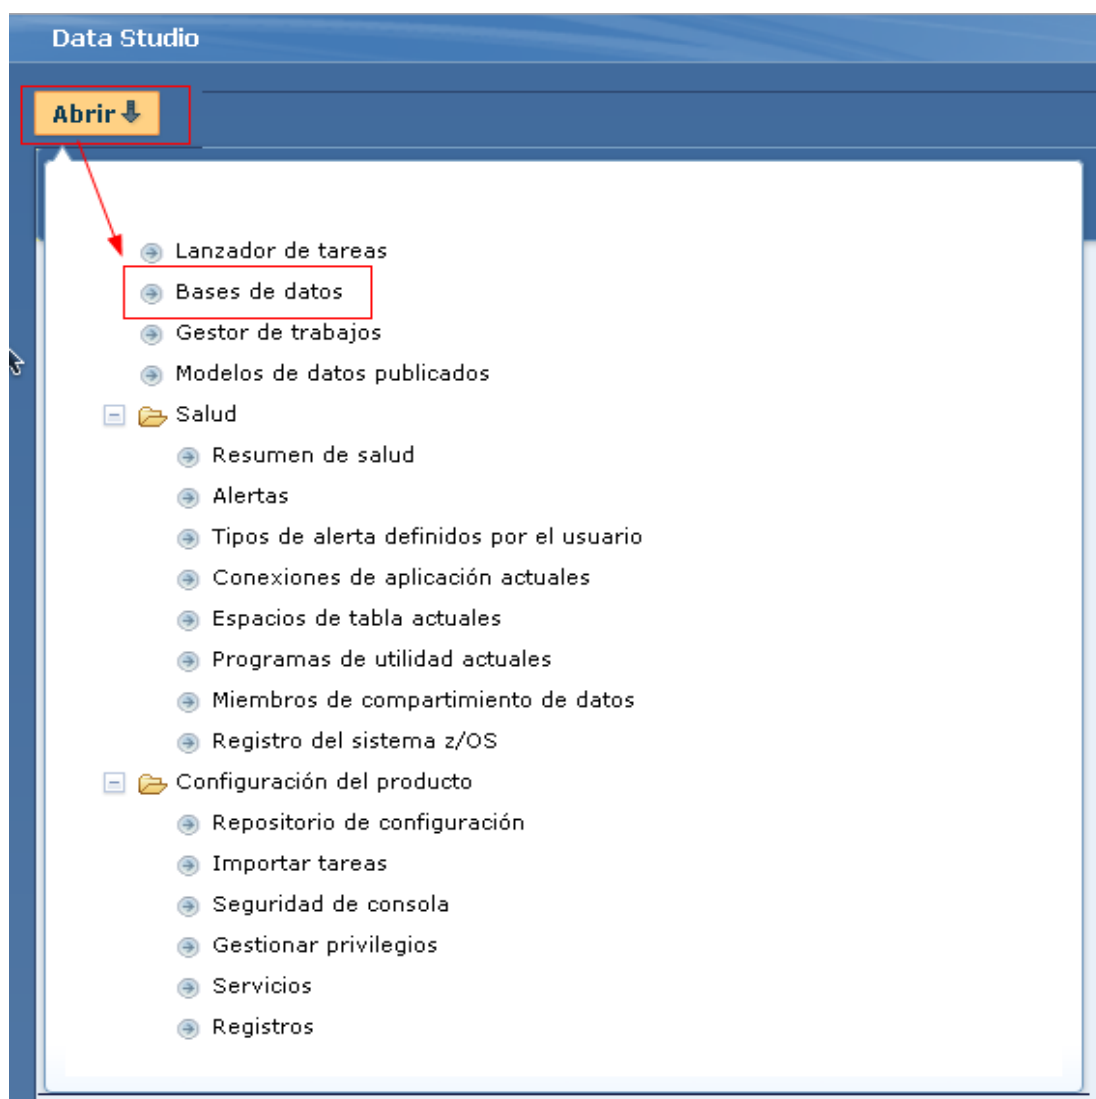 Data Studio
Abrir
Lanzador de tareas
Bases de datos
Gestor de trabajos
Modelos de datos publicados
Salud
Resumen de salud
Alertas
Tipos de alerta definidos por el usuario
Conexiones de aplicación actuales
Espacios de tabla actuales
Programas de utilidad actuales
Miembros de compartimiento de datos
Registro del sistema z/OS
Configuración del producto
Repositorio de configuración
Importar tareas
Seguridad de consola
Gestionar privilegios
Servicios
Registros